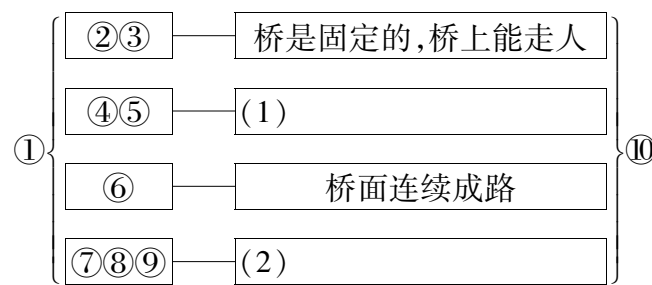 ②③ 桥是固定的,桥上能走人
④⑤ (1)
① ⑩
⑥ 桥面连续成路
⑦⑧⑨ (2)